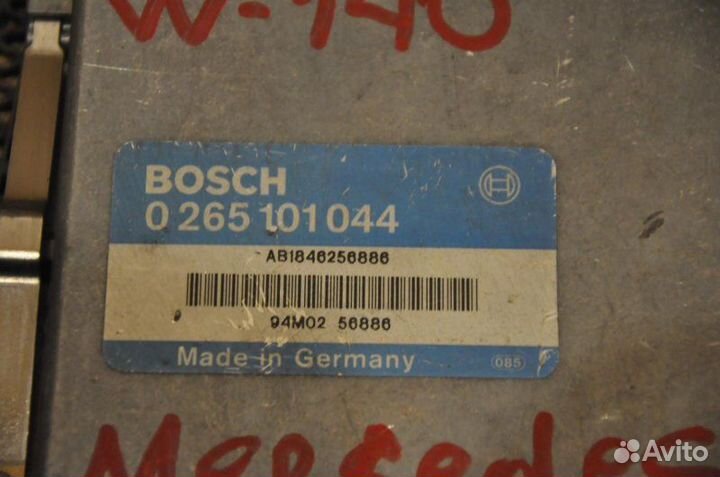 W-140
BOSCH
0 265 101 044
AB1846256886
94M02 56886
Made in Germany
085
Mercedes
Avito